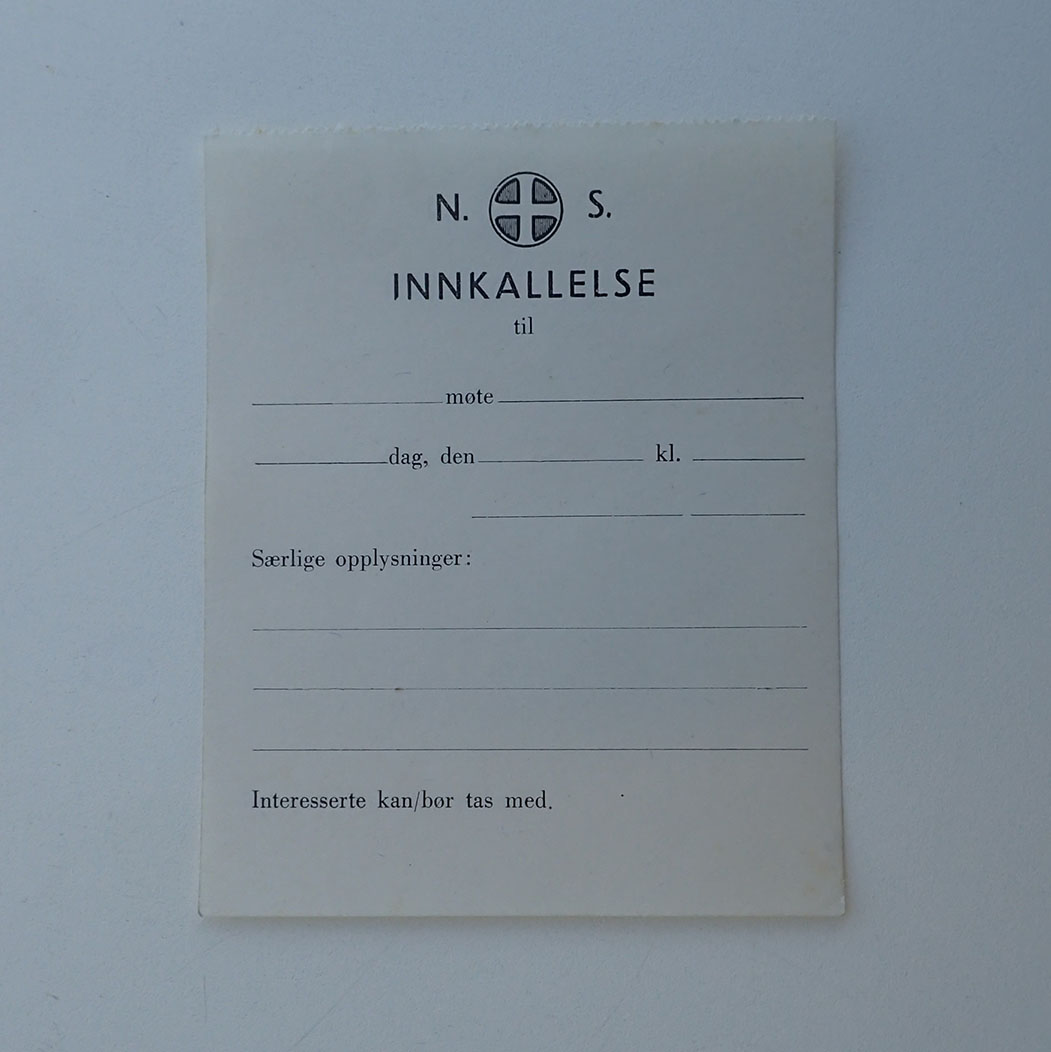 N. S.
INNKALLELSE
til
møte
dag, den kl.
Særlige opplysninger:
Interesserte kan/bør tas med.